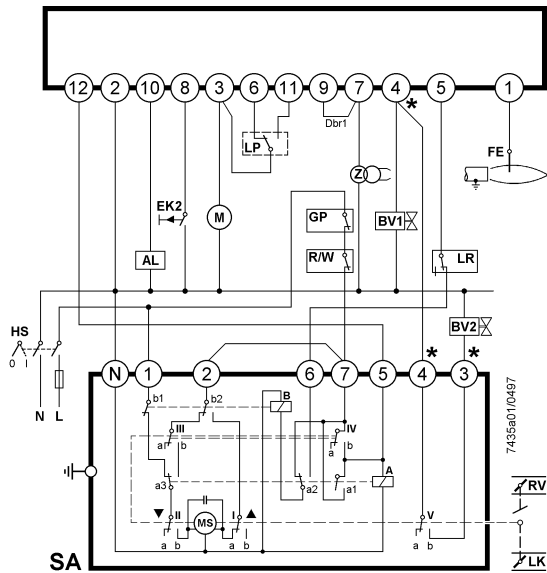 12 2 10 8 3 6 11 9 7 4 5 1
*
Dbr1
LP
FE
Z
EK2
M
GP
BV1
AL
R/W
LR
HS
0 I
BV2
N L
* *
N 1 2 6 7 5 4 3
b1 b2 B
III IV
a b a b
a3 a2 a1 A
▼ II MS I ▲ V
a b a b a b
SA
7435a01/0497
RV
LK